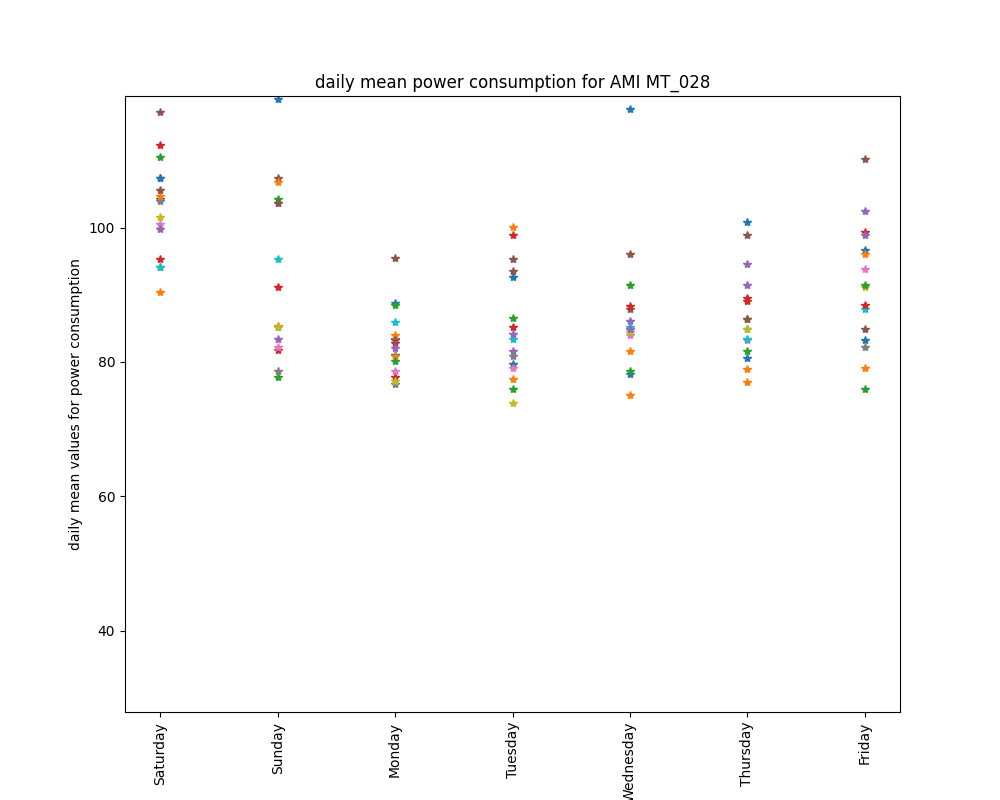 daily mean power consumption for AMI MT_028
daily mean values for power consumption
100
80
60
40
Saturday
Sunday
Monday
Tuesday
Wednesday
Thursday
Friday